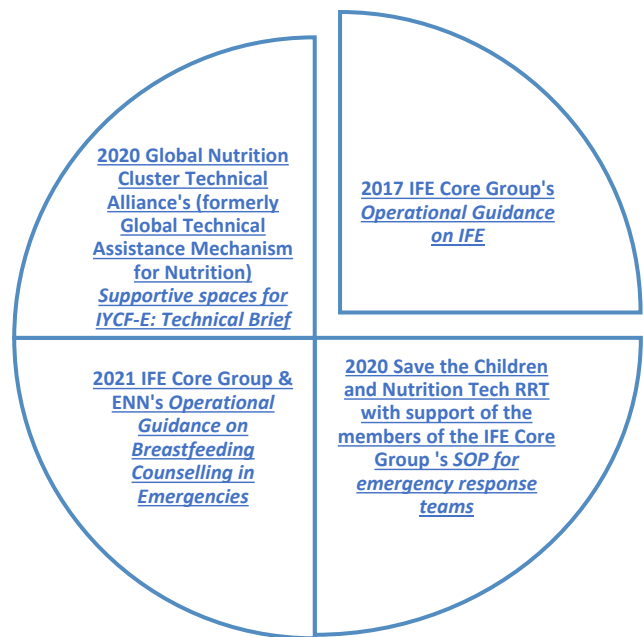 2020 Global Nutrition
Cluster Technical
Alliance's (formerly
Global Technical
Assistance Mechanism
for Nutrition)
Supportive spaces for
IYCF-E: Technical Brief
2017 IFE Core Group's
Operational Guidance
on IFE
2021 IFE Core Group &
ENN's Operational
Guidance on
Breastfeeding
Counselling in
Emergencies
2020 Save the Children
and Nutrition Tech RRT
with support of the
members of the IFE Core
Group 's SOP for
emergency response
teams